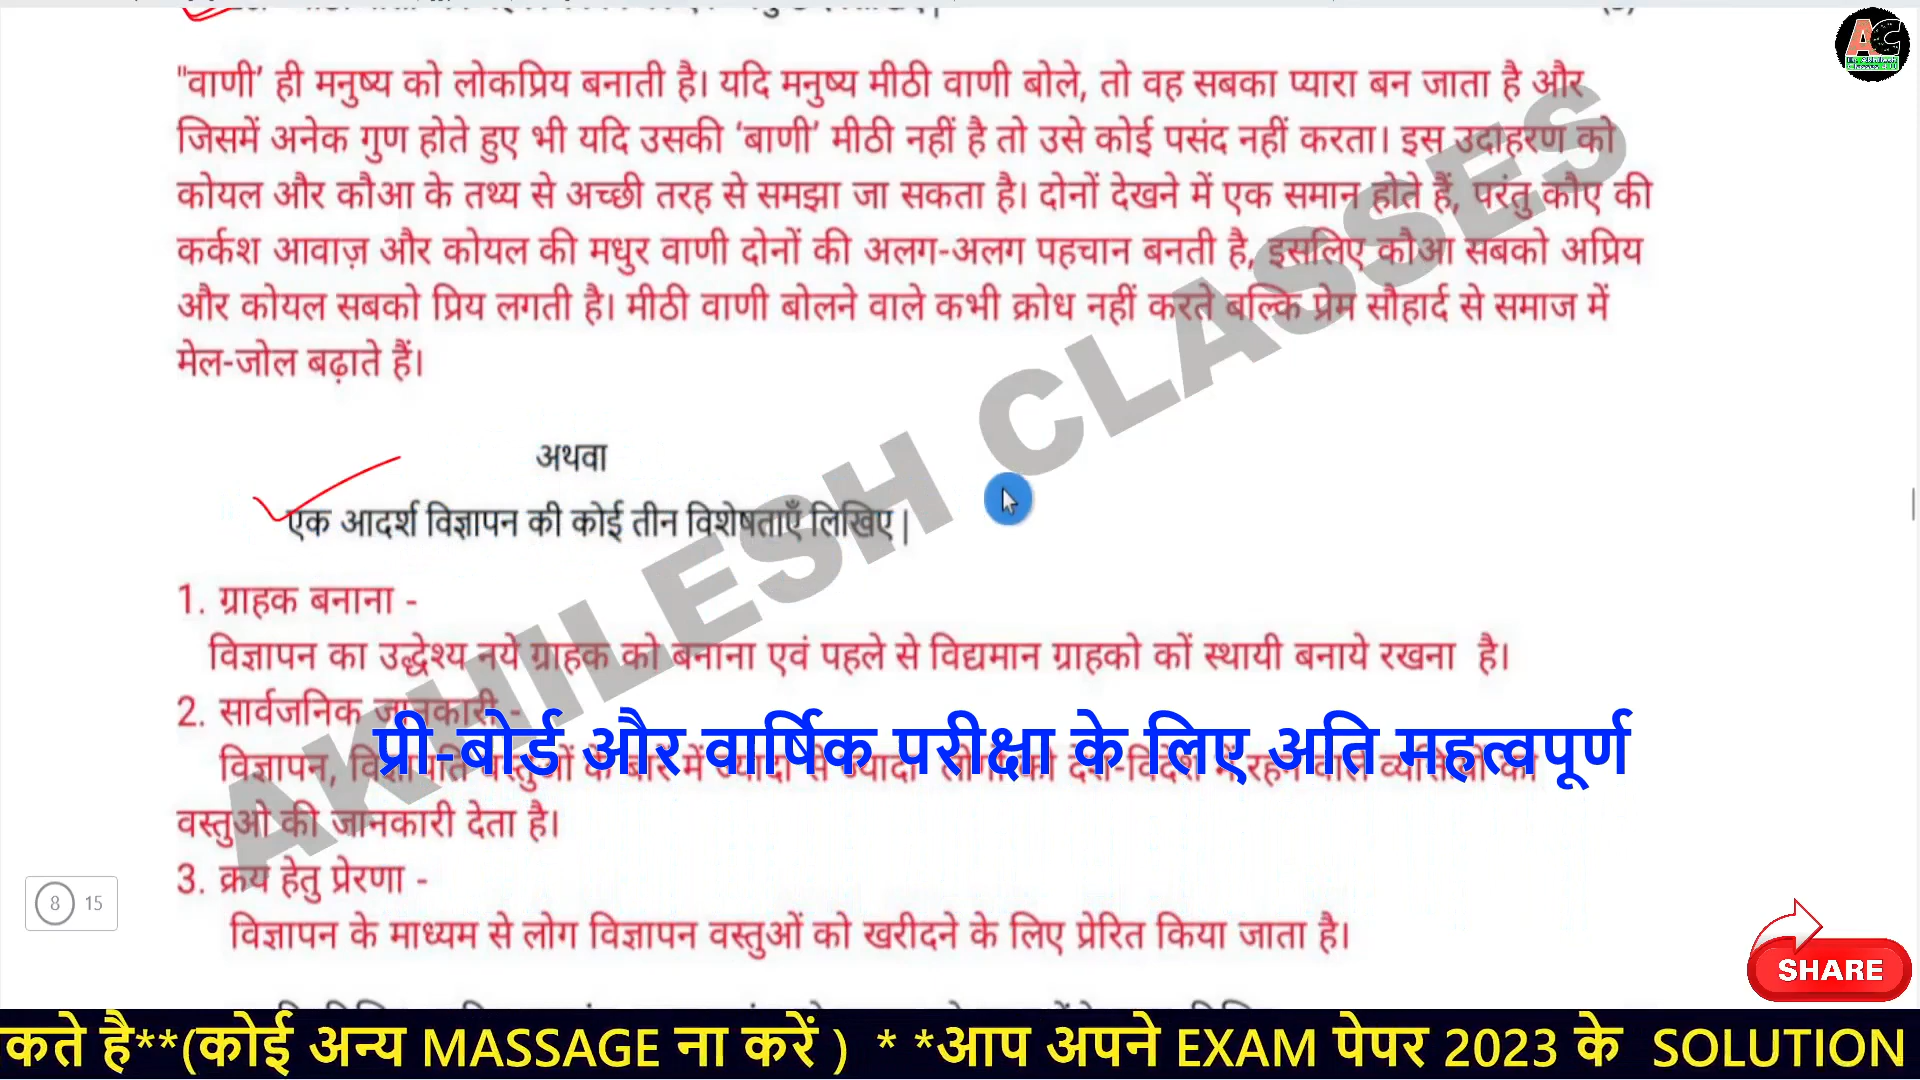 "वाणी’ ही मनुष्य को लोकप्रिय बनाती है। यदि मनुष्य मीठी वाणी बोले, तो वह सबका प्यारा बन जाता है और
जिसमें अनेक गुण होते हुए भी यदि उसकी ‘बाणी’ मीठी नहीं है तो उसे कोई पसंद नहीं करता। इस उदाहरण को
कोयल और कौआ के तथ्य से अच्छी तरह से समझा जा सकता है। दोनों देखने में एक समान होते हैं, परंतु कौए की
कर्कश आवाज़ और कोयल की मधुर वाणी दोनों की अलग-अलग पहचान बनती है, इसलिए कौआ सबको अप्रिय
और कोयल सबको प्रिय लगती है। मीठी वाणी बोलने वाले कभी क्रोध नहीं करते बल्कि प्रेम सौहार्द से समाज में
मेल-जोल बढ़ाते हैं।
अथवा
एक आदर्श विज्ञापन की कोई तीन विशेषताएँ लिखिए |
1. ग्राहक बनाना -
विज्ञापन का उद्धेश्य नये ग्राहक को बनाना एवं पहले से विद्यमान ग्राहको कों स्थायी बनाये रखना है।
2. सार्वजनिक जानकारी -
प्री-बोर्ड और वार्षिक परीक्षा के लिए अति महत्वपूर्ण
विज्ञापन,
वस्तुओ की जानकारी देता है।
3. क्रय हेतु प्रेरणा -
विज्ञापन के माध्यम से लोग विज्ञापन वस्तुओं को खरीदने के लिए प्रेरित किया जाता है।
AKHILESH CLASSES
8 15
AC
SHARE
कते है**(कोई अन्य MASSAGE ना करें ) * *आप अपने EXAM पेपर 2023 के SOLUTION